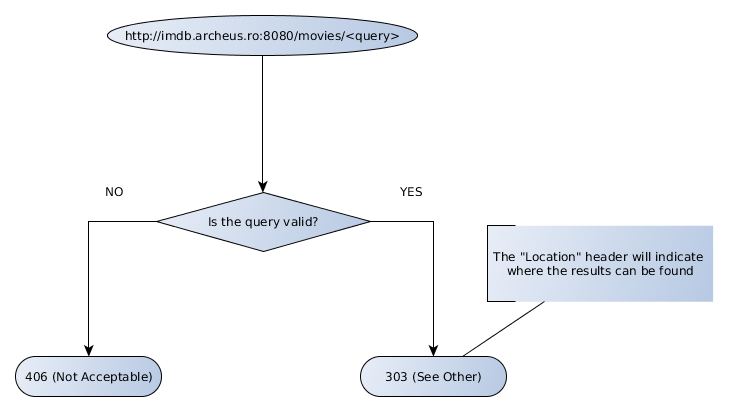 http://imdb.archeus.ro:8080/movies/<query>
NO
YES
Is the query valid?
The "Location" header will indicate
where the results can be found
406 (Not Acceptable)
303 (See Other)